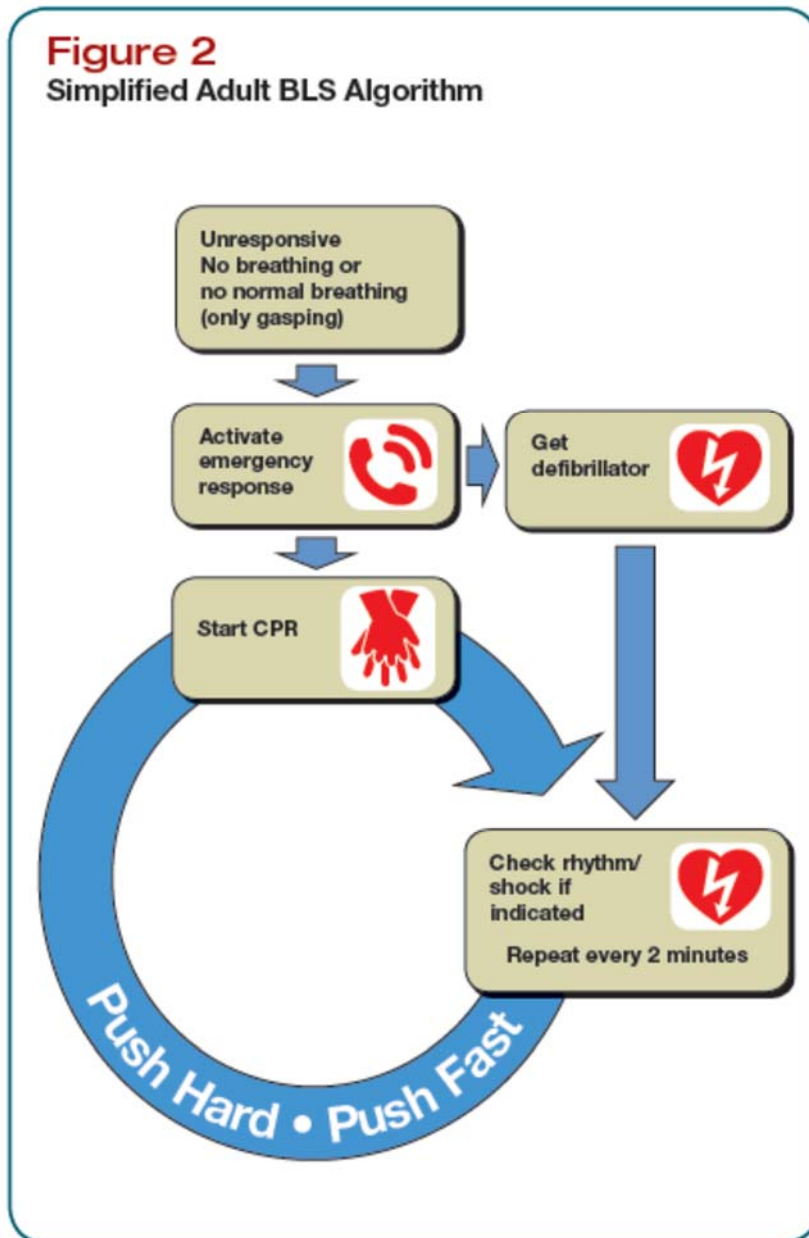 Figure 2
Simplified Adult BLS Algorithm
Unresponsive
No breathing or
no normal breathing
(only gasping)
Activate
emergency
response
Get
defibrillator
Start CPR
Check rhythm/
shock if
indicated
Repeat every 2 minutes
Push Hard • Push Fast